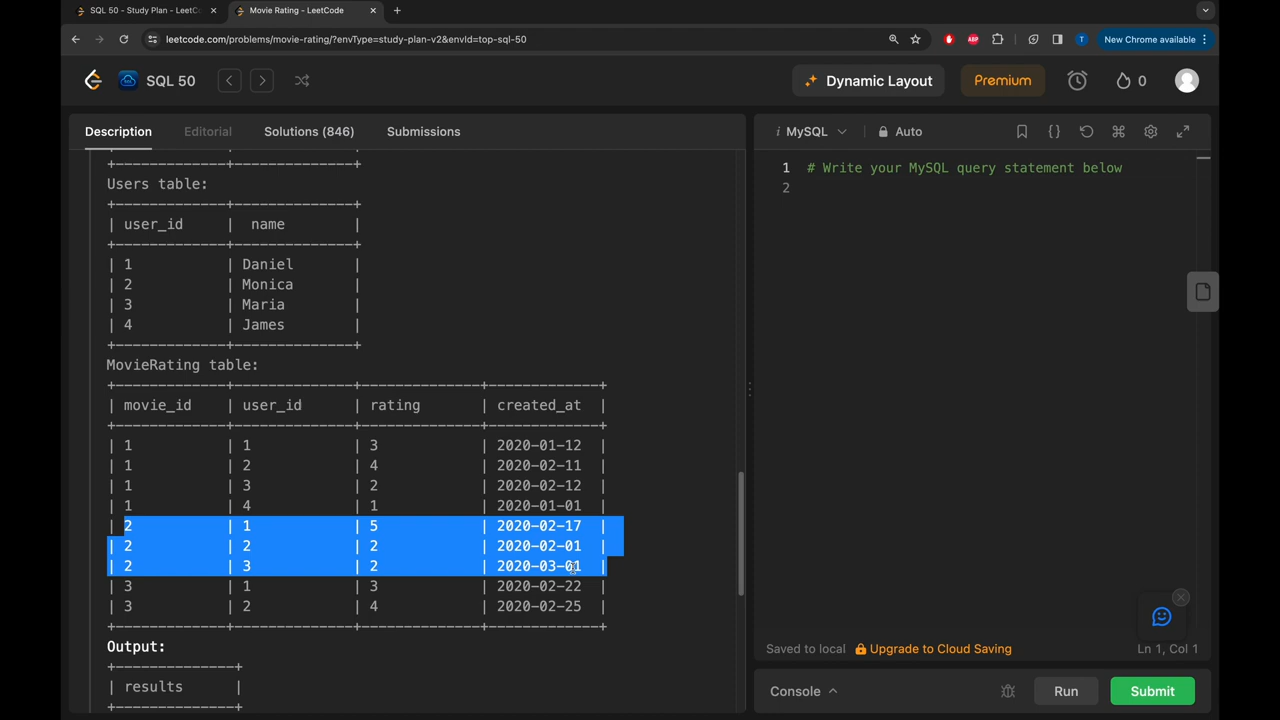 SQL 50 - Study Plan - LeetC
Movie Rating - LeetCode
leetcode.com/problems/movie-rating/?envType=study-plan-v2&envId=top-sql-50
ABP
T
New Chrome available
SQL 50
Dynamic Layout
Premium
0
Description
Editorial
Solutions (846)
Submissions
i MySQL
Auto
+-------------+--------------+
Users table:
+-------------+--------------+
| user_id | name |
+-------------+--------------+
| 1 | Daniel |
| 2 | Monica |
| 3 | Maria |
| 4 | James |
+-------------+--------------+
MovieRating table:
+-------------+--------------+--------------+-------------+
| movie_id | user_id | rating | created_at |
+-------------+--------------+--------------+-------------+
| 1 | 1 | 3 | 2020-01-12 |
| 1 | 2 | 4 | 2020-02-11 |
| 1 | 3 | 2 | 2020-02-12 |
| 1 | 4 | 1 | 2020-01-01 |
| 2 | 1 | 5 | 2020-02-17 |
| 2 | 2 | 2 | 2020-02-01 |
| 2 | 3 | 2 | 2020-03-01 |
| 3 | 1 | 3 | 2020-02-22 |
| 3 | 2 | 4 | 2020-02-25 |
+-------------+--------------+--------------+-------------+
Output:
+--------------+
| results |
+--------------+
1 # Write your MySQL query statement below
2
Saved to local
Upgrade to Cloud Saving
Ln 1, Col 1
Console
Run
Submit